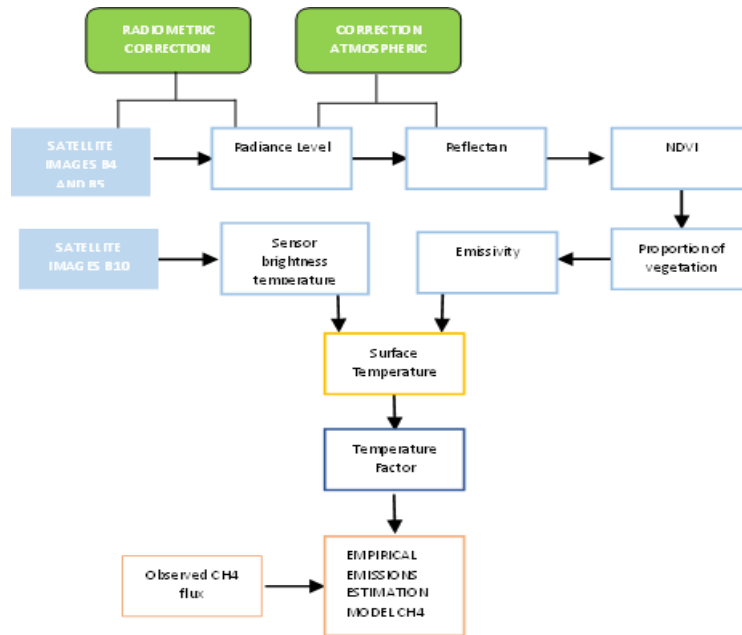 RADIOMETRIC
CORRECTION
CORRECTION
ATMOSPHERIC
SATELLITE
IMAGES B4
AND B5
Radiance Level
Reflectan
NDVI
SATELLITE
IMAGES B10
Sensor
brightness
temperature
Emissivity
Proportion of
vegetation
Surface
Temperature
Temperature
Factor
Observed CH4
flux
EMPIRICAL
EMISSIONS
ESTIMATION
MODEL CH4